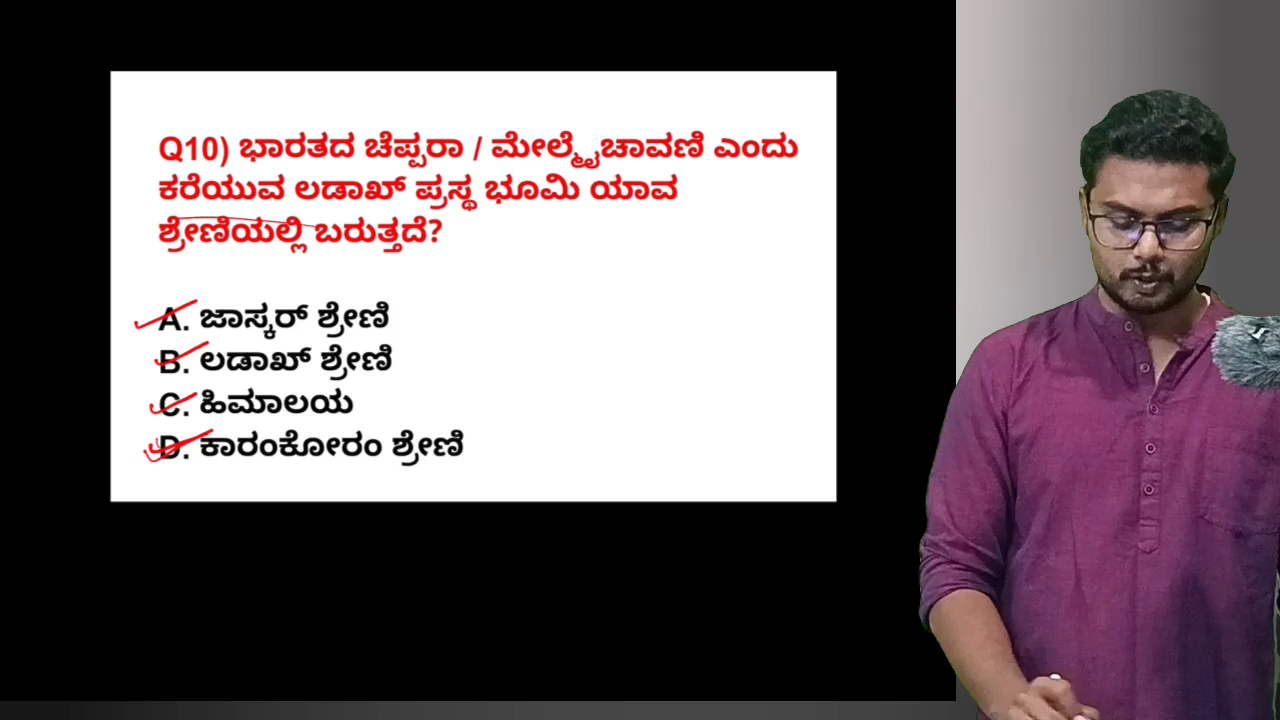 Q10) ಭಾರತದ ಚೆಪ್ಪರಾ / ಮೇಲ್ಮೈಚಾವಣಿ ಎಂದು
ಕರೆಯುವ ಲಡಾಖ್ ಪ್ರಸ್ಥ ಭೂಮಿ ಯಾವ
ಶ್ರೇಣಿಯಲ್ಲಿ ಬರುತ್ತದೆ?
A. ಜಾಸ್ಕರ್ ಶ್ರೇಣಿ
B. ಲಡಾಖ್ ಶ್ರೇಣಿ
C. ಹಿಮಾಲಯ
D. ಕಾರಂಕೋರಂ ಶ್ರೇಣಿ